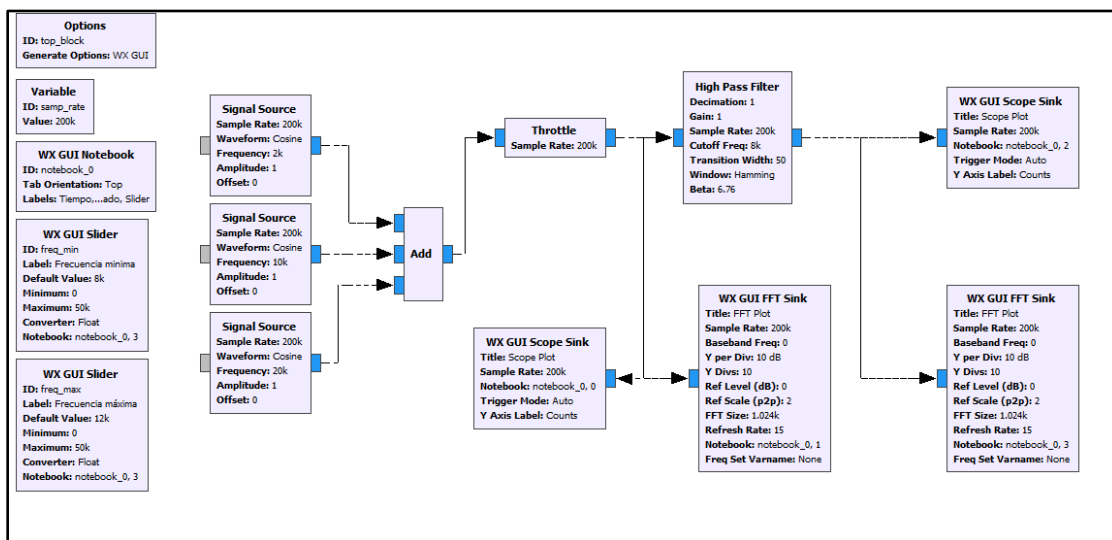 Options
ID: top_block
Generate Options: WX GUI
Variable
ID: samp_rate
Value: 200k
WX GUI Notebook
ID: notebook_0
Tab Orientation: Top
Labels: Tiempo,...ado, Slider
WX GUI Slider
ID: freq_min
Label: Frecuencia minima
Default Value: 8k
Minimum: 0
Maximum: 50k
Converter: Float
Notebook: notebook_0, 3
WX GUI Slider
ID: freq_max
Label: Frecuencia máxima
Default Value: 12k
Minimum: 0
Maximum: 50k
Converter: Float
Notebook: notebook_0, 3
Signal Source
Sample Rate: 200k
Waveform: Cosine
Frequency: 2k
Amplitude: 1
Offset: 0
Signal Source
Sample Rate: 200k
Waveform: Cosine
Frequency: 10k
Amplitude: 1
Offset: 0
Signal Source
Sample Rate: 200k
Waveform: Cosine
Frequency: 20k
Amplitude: 1
Offset: 0
Add
Throttle
Sample Rate: 200k
WX GUI Scope Sink
Title: Scope Plot
Sample Rate: 200k
Notebook: notebook_0, 0
Trigger Mode: Auto
Y Axis Label: Counts
High Pass Filter
Decimation: 1
Gain: 1
Sample Rate: 200k
Cutoff Freq: 8k
Transition Width: 50
Window: Hamming
Beta: 6.76
WX GUI FFT Sink
Title: FFT Plot
Sample Rate: 200k
Baseband Freq: 0
Y per Div: 10 dB
Y Divs: 10
Ref Level (dB): 0
Ref Scale (p2p): 2
FFT Size: 1.024k
Refresh Rate: 15
Notebook: notebook_0, 1
Freq Set Varname: None
WX GUI Scope Sink
Title: Scope Plot
Sample Rate: 200k
Notebook: notebook_0, 2
Trigger Mode: Auto
Y Axis Label: Counts
WX GUI FFT Sink
Title: FFT Plot
Sample Rate: 200k
Baseband Freq: 0
Y per Div: 10 dB
Y Divs: 10
Ref Level (dB): 0
Ref Scale (p2p): 2
FFT Size: 1.024k
Refresh Rate: 15
Notebook: notebook_0, 3
Freq Set Varname: None